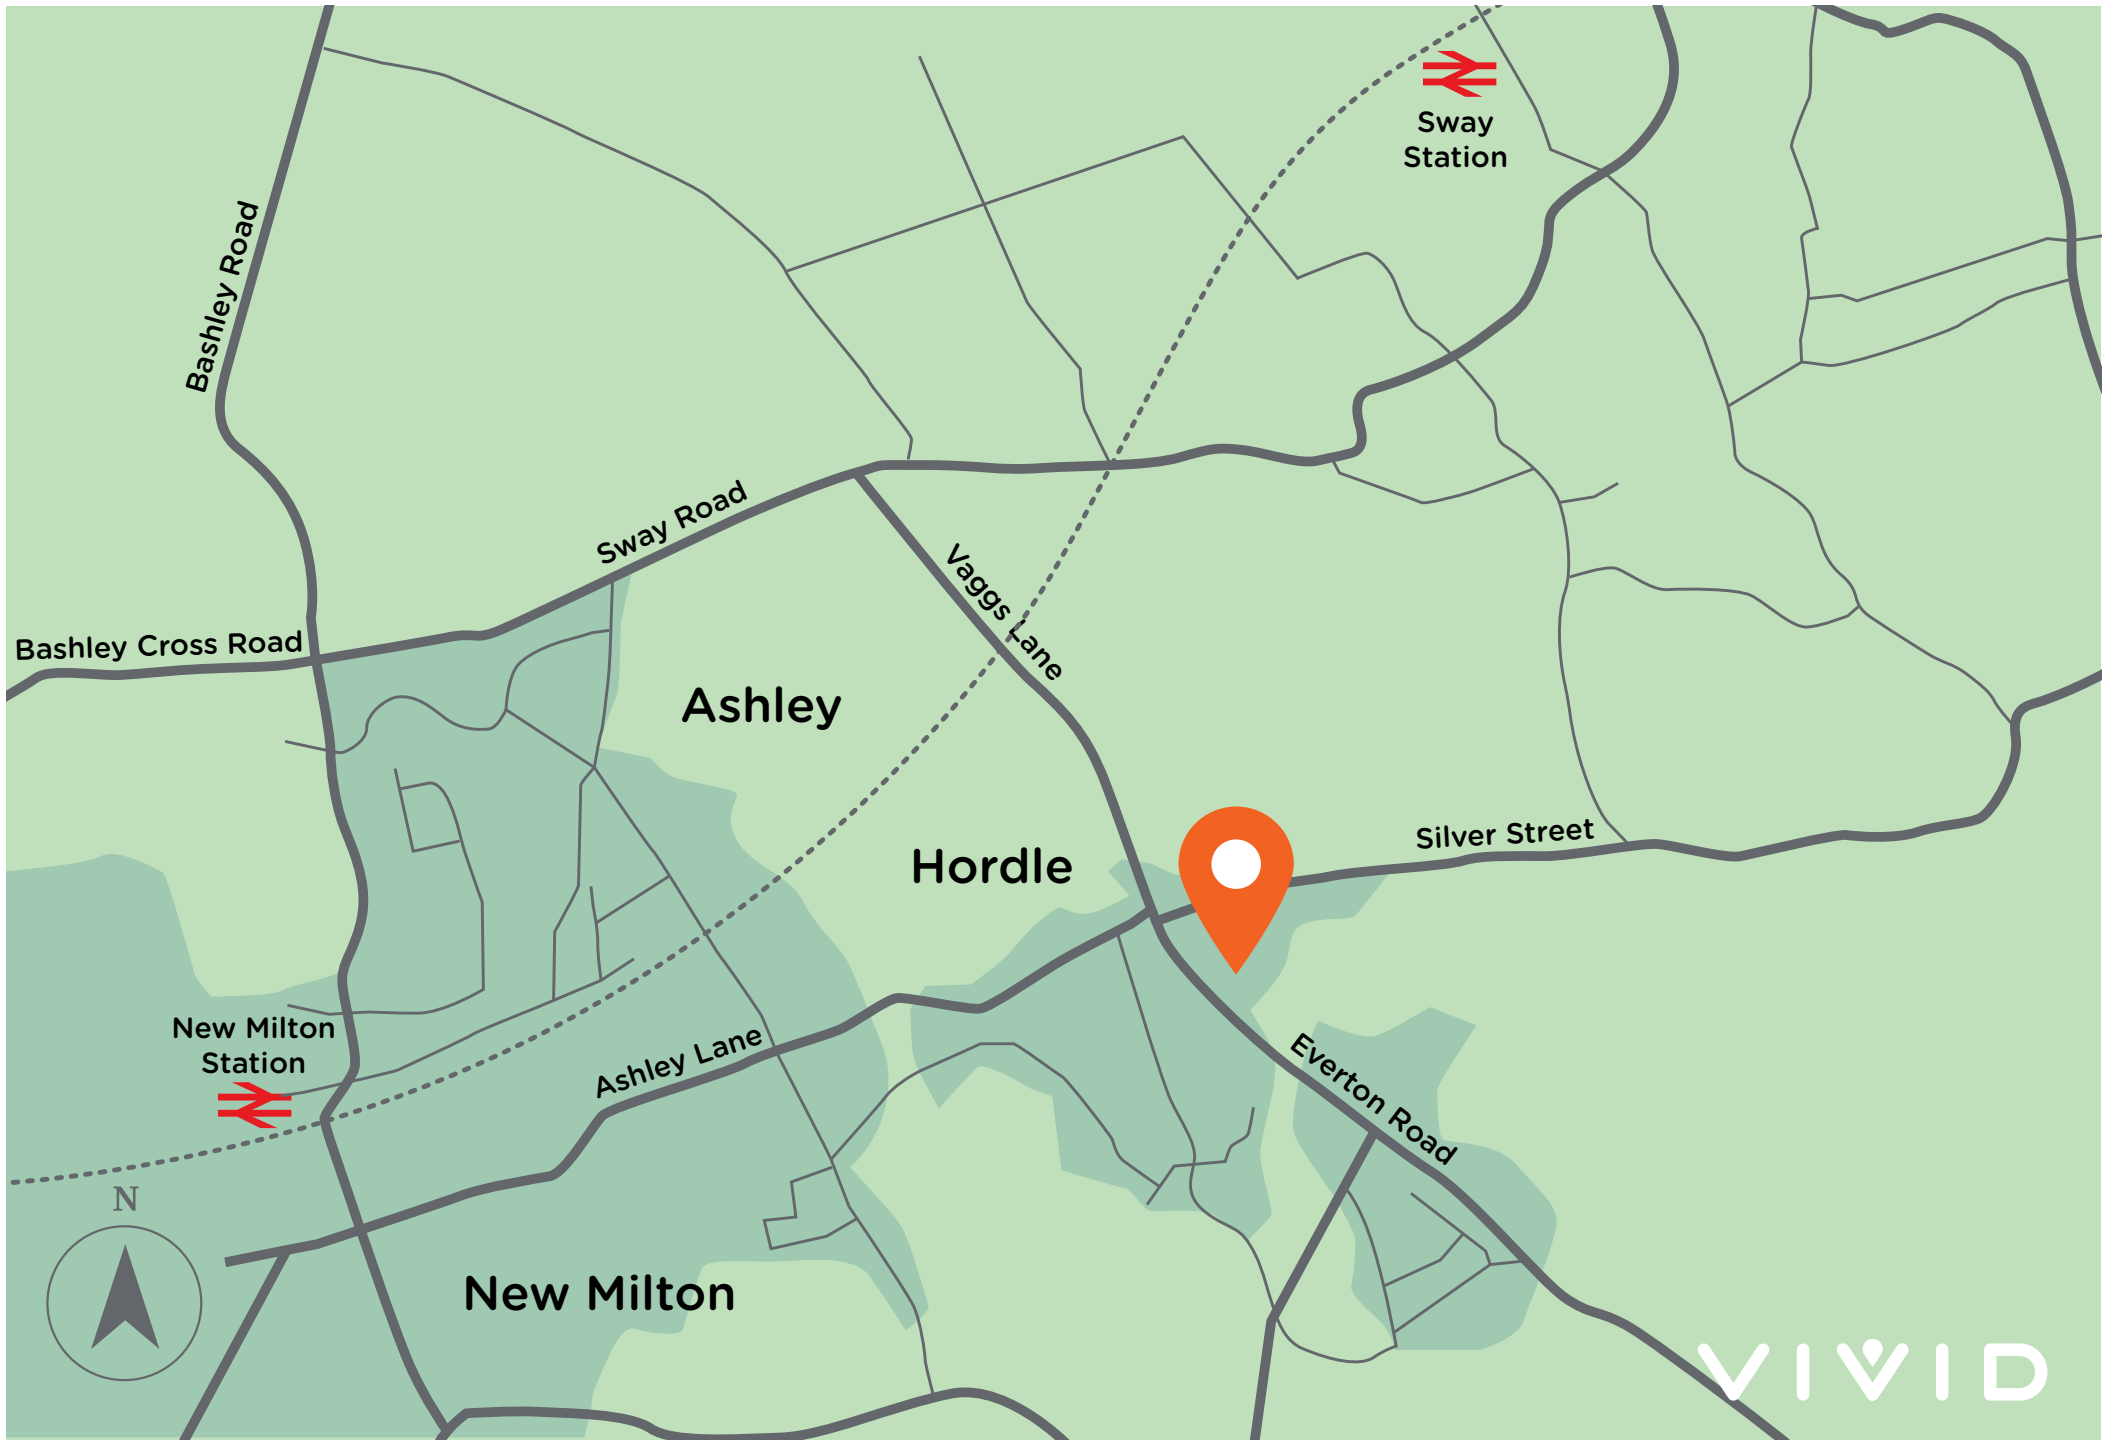 Sway
Station
Bashley Road
Sway Road
Vaggs Lane
Bashley Cross Road
Ashley
Silver Street
Hordle
New Milton
Station
Ashley Lane
Everton Road
N
New Milton
VIVID